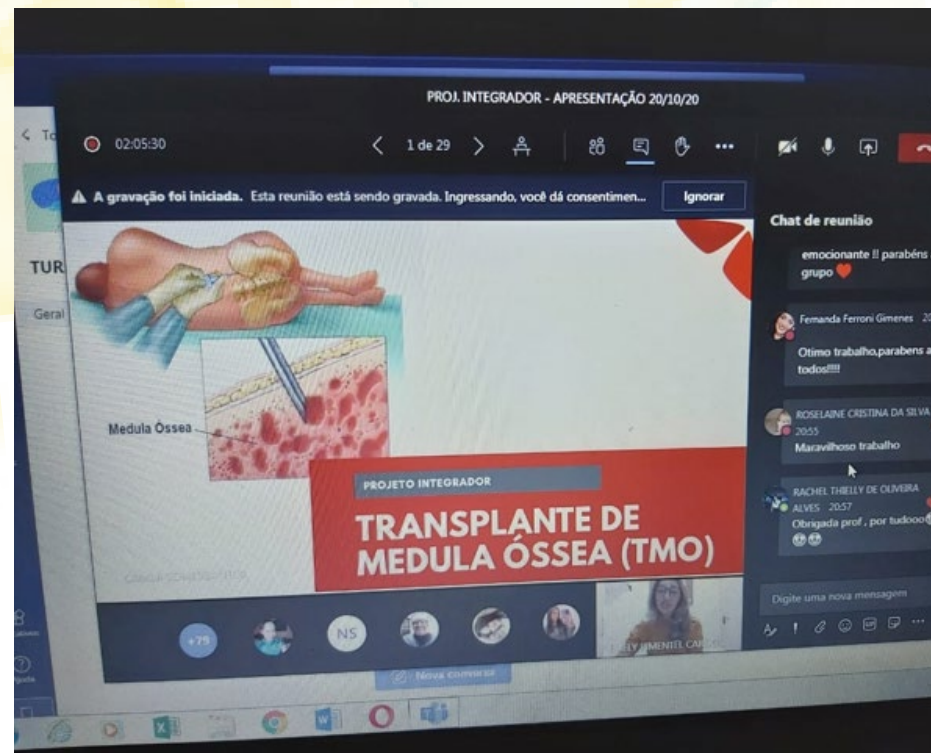 PROJ. INTEGRADOR - APRESENTAÇÃO 20/10/20
02:05:30
1 de 29
A gravação foi iniciada. Esta reunião está sendo gravada. Ingressando, você dá consentimen...
Ignorar
TUR
Geral
Medula Óssea
PROJETO INTEGRADOR
TRANSPLANTE DE
MEDULA ÓSSEA (TMO)
+79
NS
Nova conversa
Chat de reunião
emocionante !! parabéns
grupo
Fernanda Ferroni Gimenes 20
Otimo trabalho,parabens a
todos!!!!
ROSELAINE CRISTINA DA SILVA
20:55
Maravilhoso trabalho
RACHEL THIELLY DE OLIVEIRA
ALVES 20:57
Obrigada prof , por tudooo
Digite uma nova mensagem